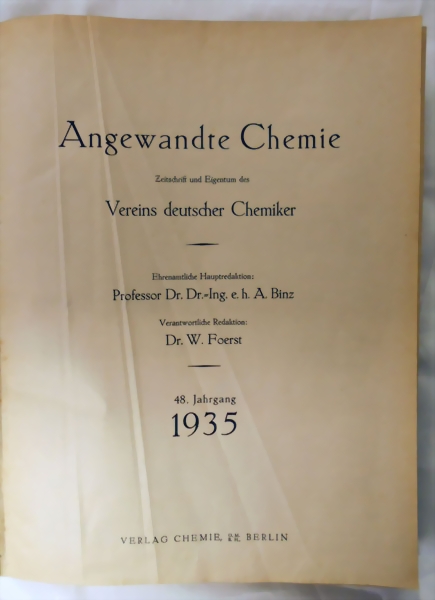 Angewandte Chemie
Zeitschrift und Eigentum des
Vereins deutscher Chemiker
Ehrenamtliche Hauptredaktion:
Professor Dr. Dr.=Ing. e. h. A. Binz
Verantwortliche Redaktion:
Dr. W. Foerst
48. Jahrgang
1935
VERLAG CHEMIE, BERLIN